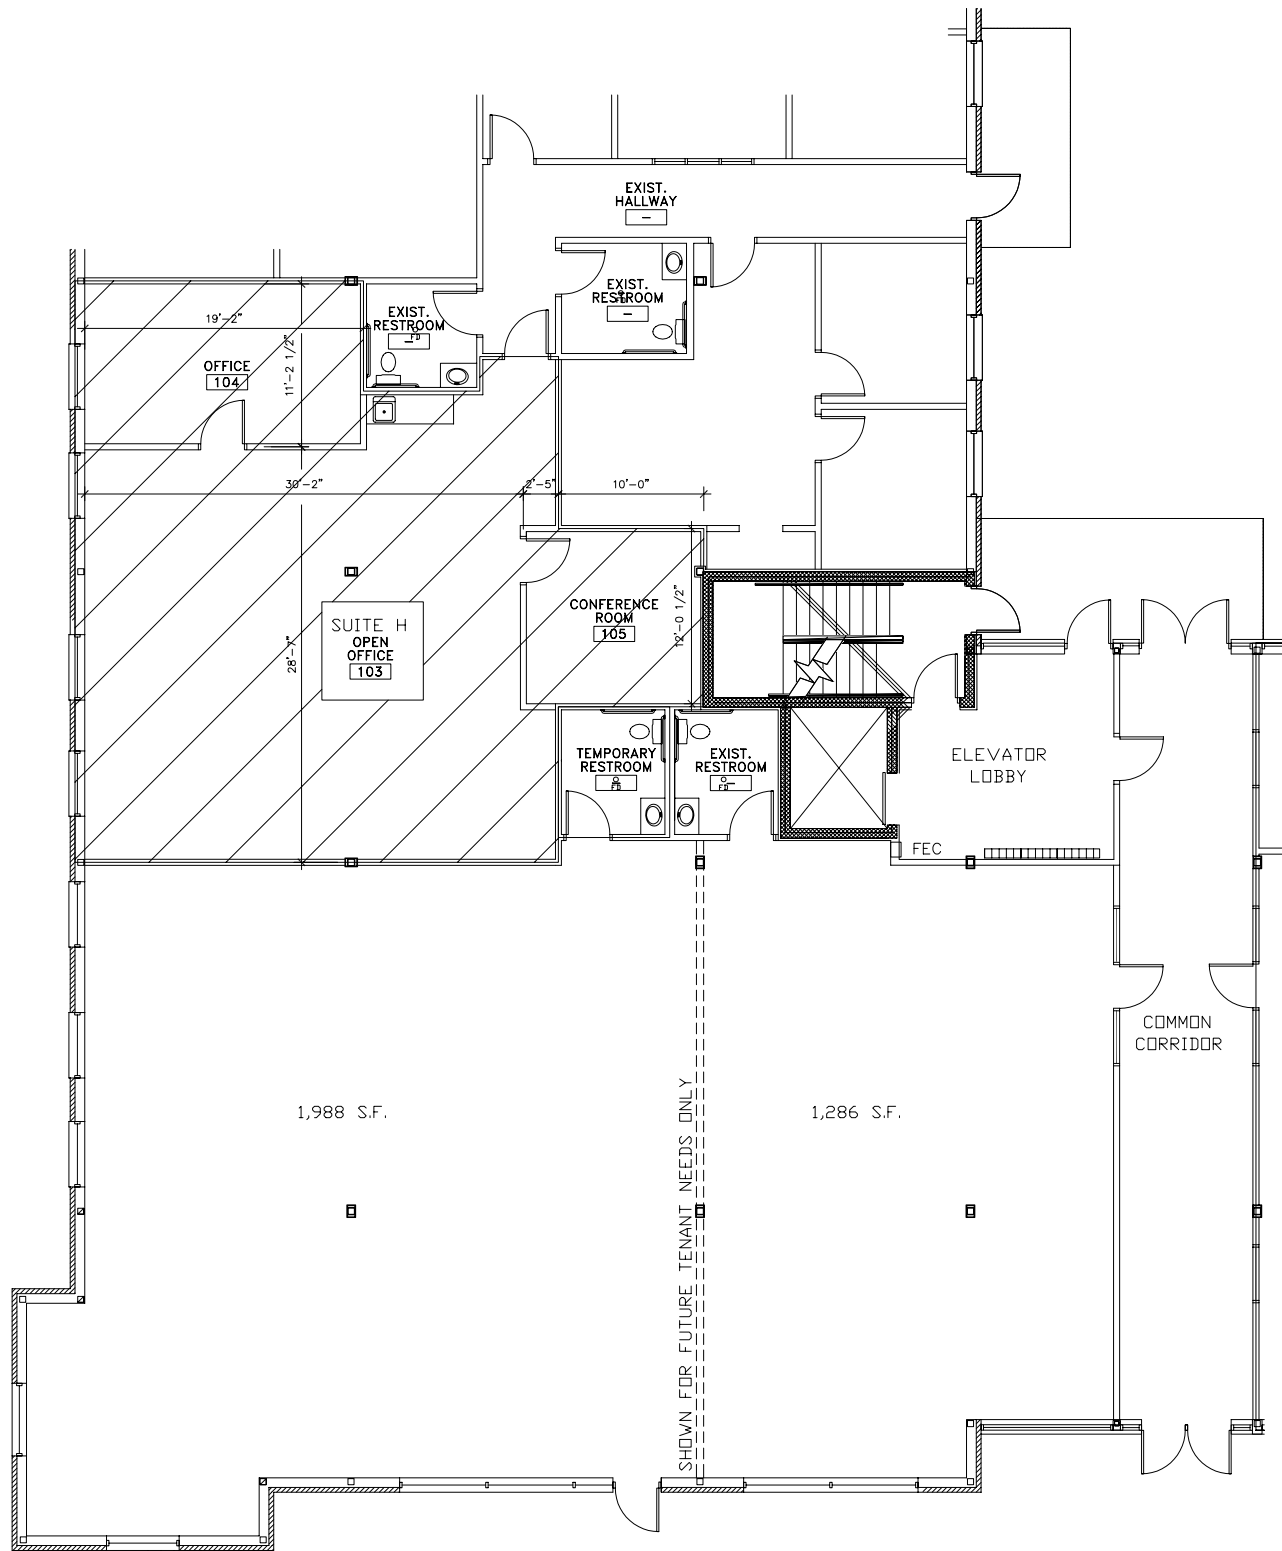 EXIST.
HALLWAY
–
EXIST.
RESTROOM
FD
–
EXIST.
RESTROOM
FD
–
19'-2"
11'-2 1/2"
OFFICE
104
30'-2"
2'-5"
10'-0"
CONFERENCE
ROOM
105
12'-0 1/2"
SUITE H
OPEN
OFFICE
103
28'-7"
TEMPORARY
RESTROOM
FD
EXIST.
RESTROOM
FD
–
ELEVATOR
LOBBY
FEC
COMMON
CORRIDOR
1,988 S.F.
1,286 S.F.
SHOWN FOR FUTURE TENANT NEEDS ONLY